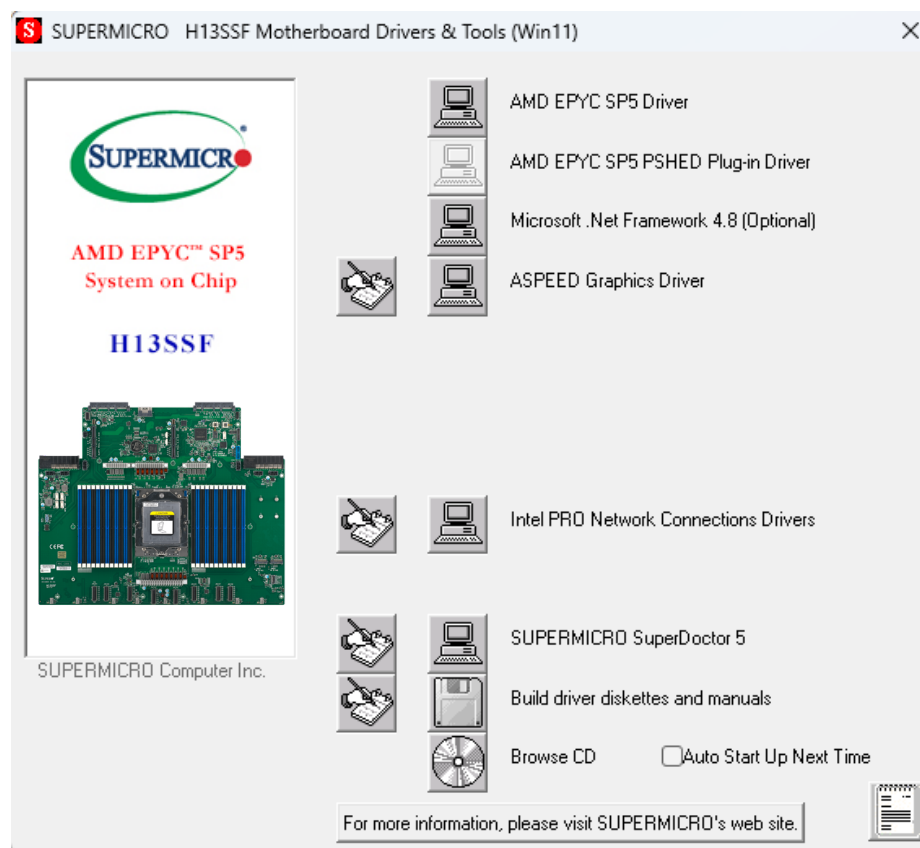 S SUPERMICRO H13SSF Motherboard Drivers & Tools (Win11)
SUPERMICR
AMD EPYC™ SP5
System on Chip
H13SSF
SUPERMICRO Computer Inc.
AMD EPYC SP5 Driver
AMD EPYC SP5 PSHED Plug-in Driver
Microsoft .Net Framework 4.8 (Optional)
ASPEED Graphics Driver
Intel PRO Network Connections Drivers
SUPERMICRO SuperDoctor 5
Build driver diskettes and manuals
Browse CD Auto Start Up Next Time
For more information, please visit SUPERMICRO's web site.